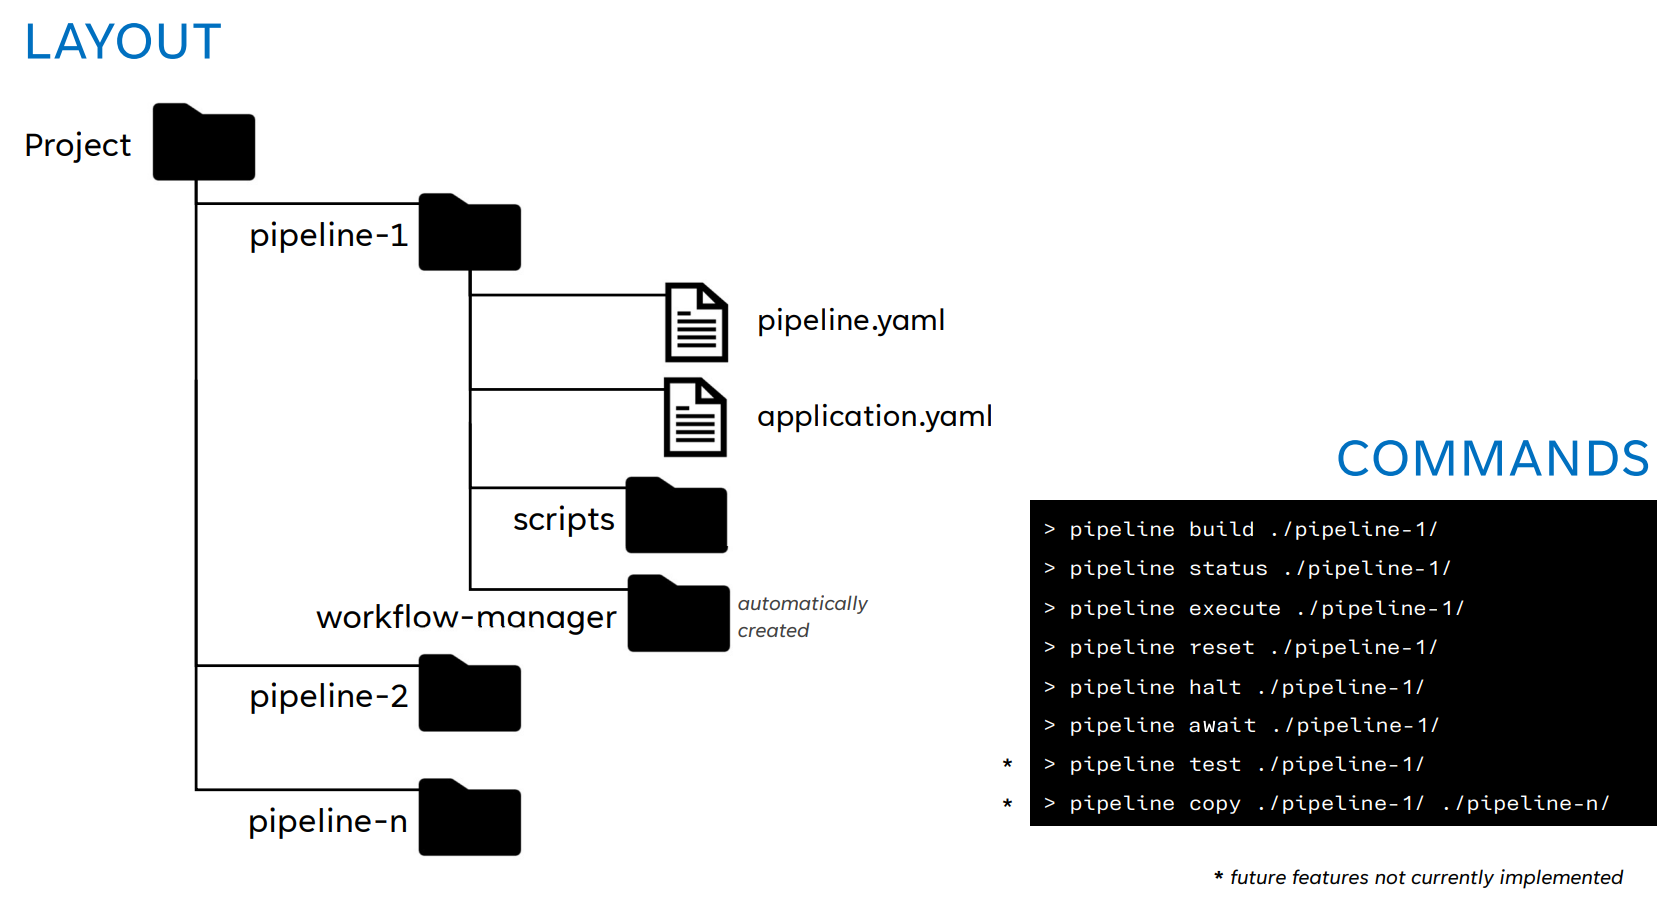 LAYOUT
Project
pipeline-1
pipeline.yaml
application.yaml
scripts
workflow-manager
automatically
created
pipeline-2
pipeline-n
COMMANDS
> pipeline build ./pipeline-1/
> pipeline status ./pipeline-1/
> pipeline execute ./pipeline-1/
> pipeline reset ./pipeline-1/
> pipeline halt ./pipeline-1/
> pipeline await ./pipeline-1/
* > pipeline test ./pipeline-1/
* > pipeline copy ./pipeline-1/ ./pipeline-n/
* future features not currently implemented